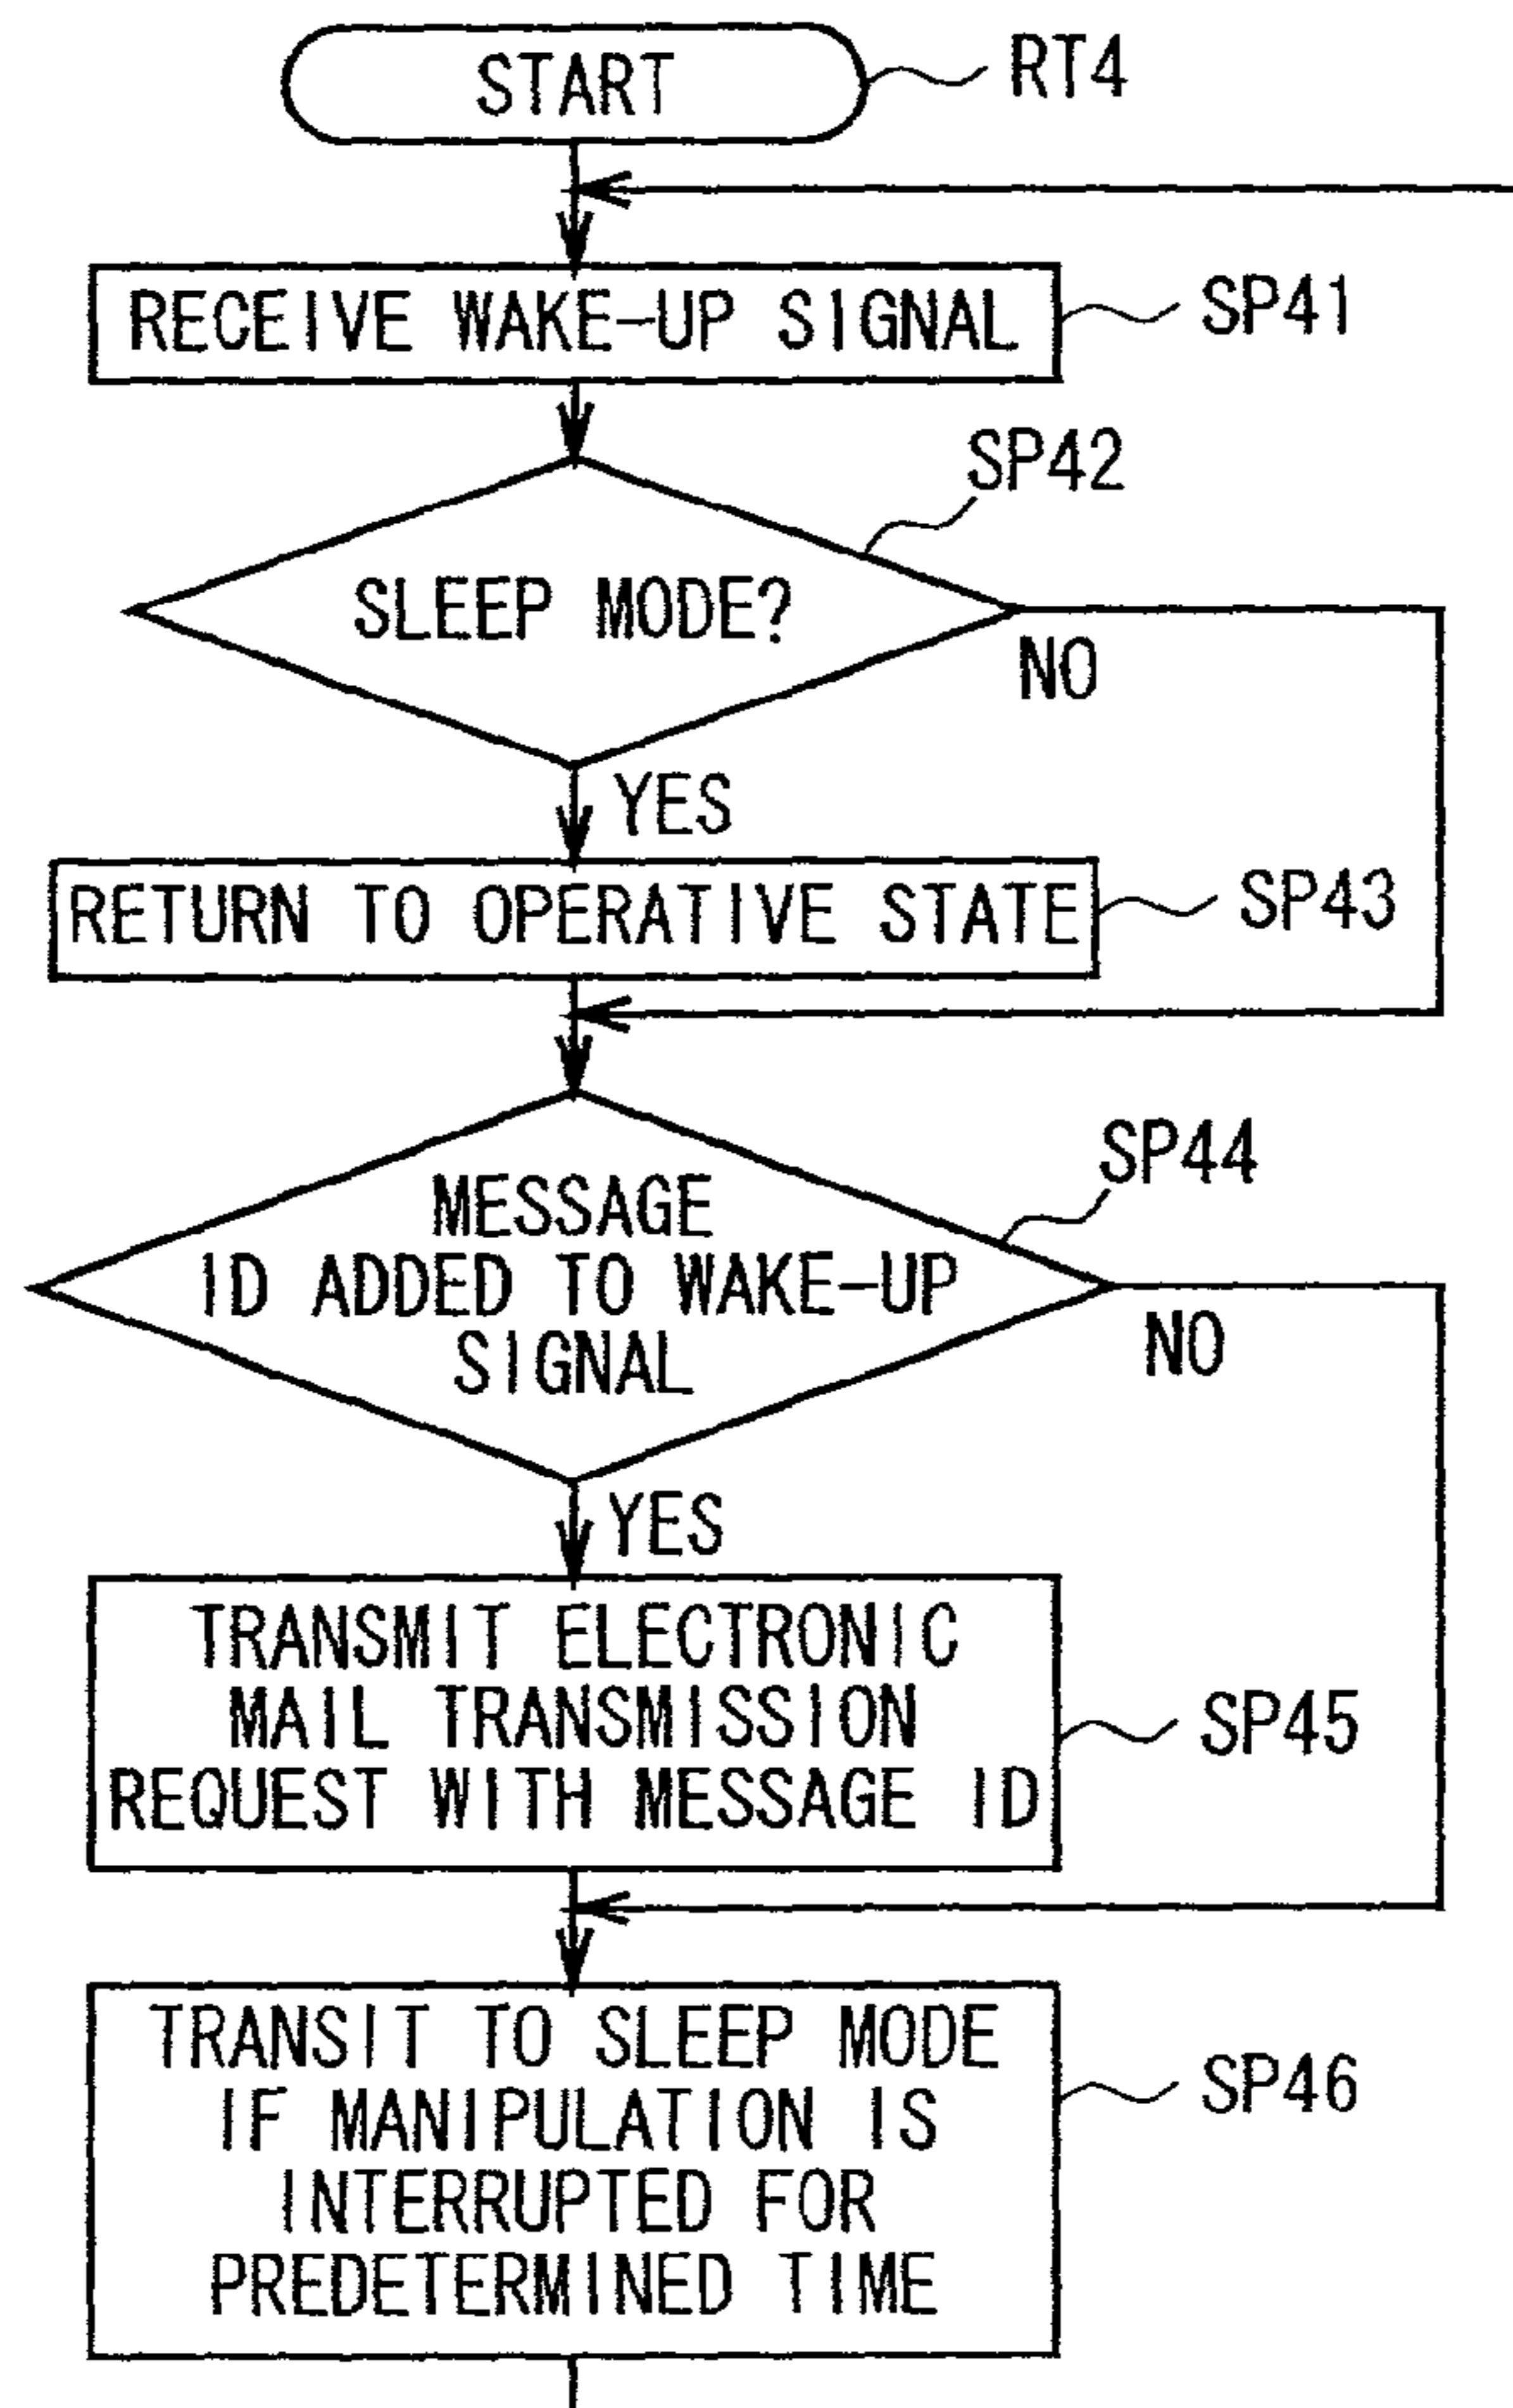 START
RT4
RECEIVE WAKE-UP SIGNAL
SP41
SP42
SLEEP MODE?
NO
YES
RETURN TO OPERATIVE STATE
SP43
SP44
MESSAGE
ID ADDED TO WAKE-UP
SIGNAL
NO
YES
TRANSMIT ELECTRONIC
MAIL TRANSMISSION
REQUEST WITH MESSAGE ID
SP45
TRANSIT TO SLEEP MODE
IF MANIPULATION IS
INTERRUPTED FOR
PREDETERMINED TIME
SP46